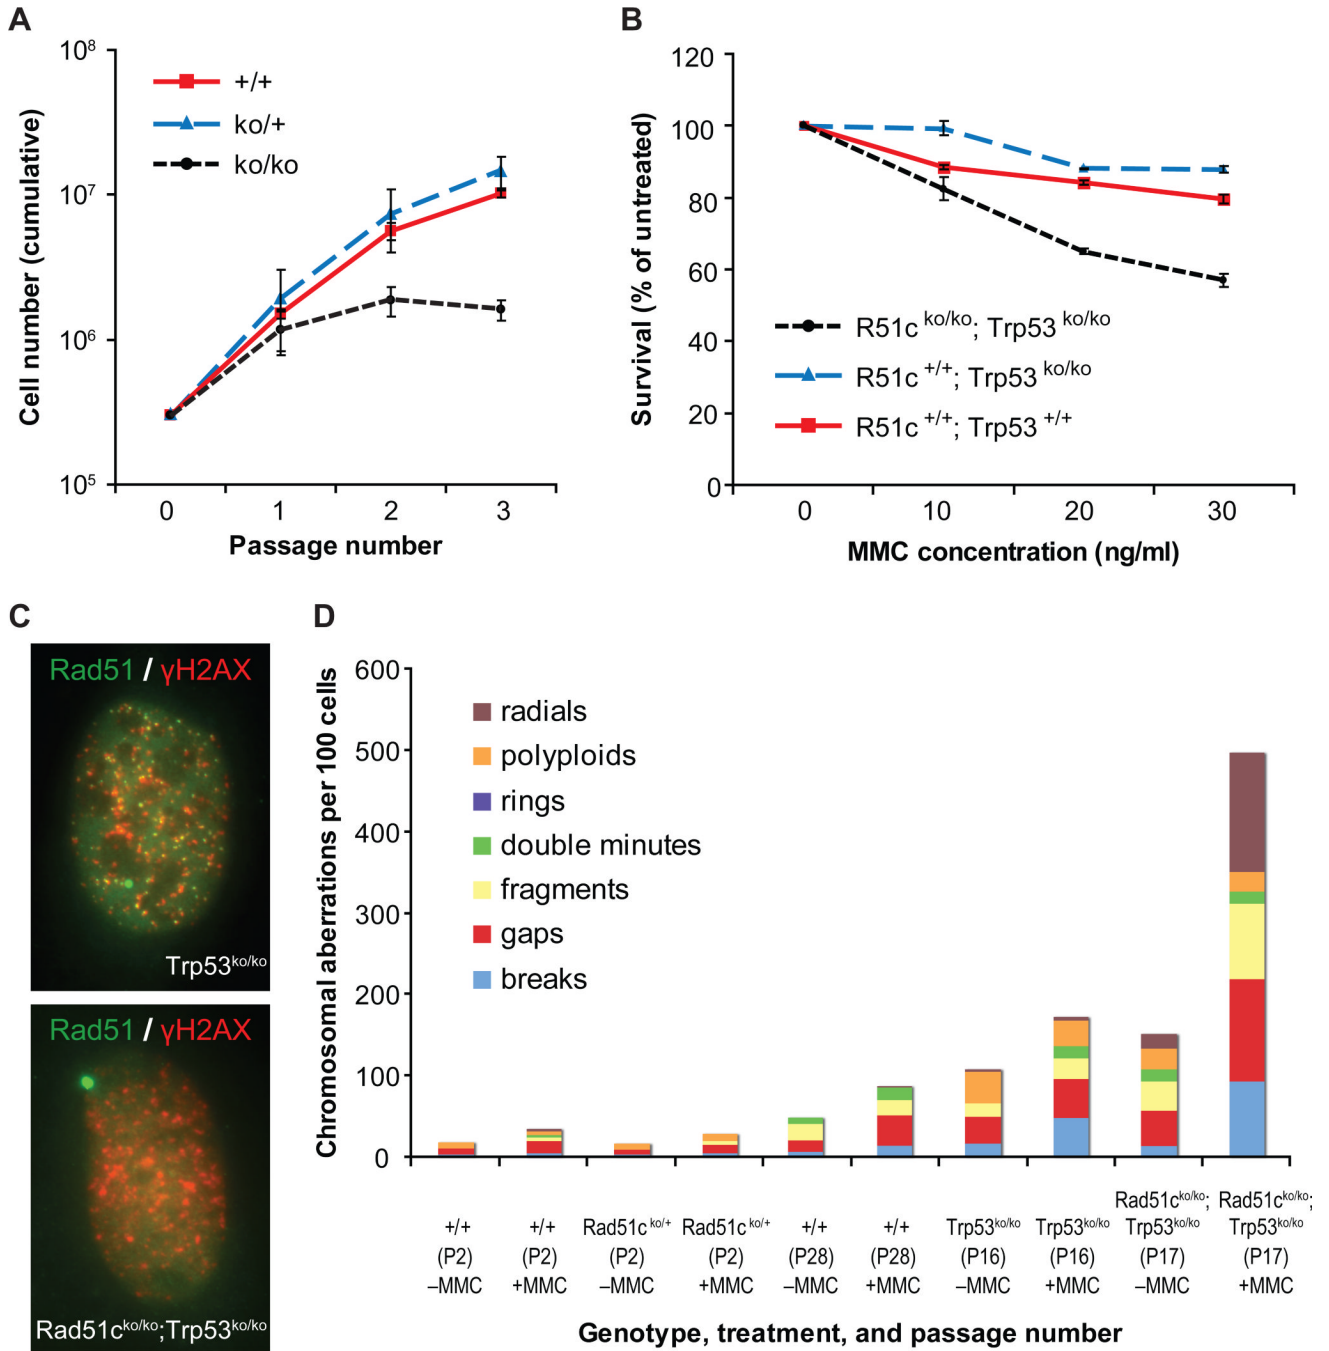 A
10⁸
10⁷
10⁶
10⁵
Cell number (cumulative)
+/+
ko/+
ko/ko
0 1 2 3
Passage number
B
120
100
80
60
40
20
0
Survival (% of untreated)
R51c ko/ko; Trp53 ko/ko
R51c +/+; Trp53 ko/ko
R51c +/+; Trp53 +/+
0 10 20 30
MMC concentration (ng/ml)
C
Rad51 / γH2AX
Trp53ko/ko
Rad51 / γH2AX
Rad51cko/ko;Trp53ko/ko
D
600
500
400
300
200
100
0
Chromosomal aberrations per 100 cells
radials
polyploids
rings
double minutes
fragments
gaps
breaks
+/+
(P2)
–MMC
+/+
(P2)
+MMC
Rad51c ko/+
(P2)
–MMC
Rad51c ko/+
(P2)
+MMC
+/+
(P28)
–MMC
+/+
(P28)
+MMC
Trp53ko/ko
(P16)
–MMC
Trp53ko/ko
(P16)
+MMC
Rad51cko/ko;
Trp53ko/ko
(P17)
–MMC
Rad51cko/ko;
Trp53ko/ko
(P17)
+MMC
Genotype, treatment, and passage number